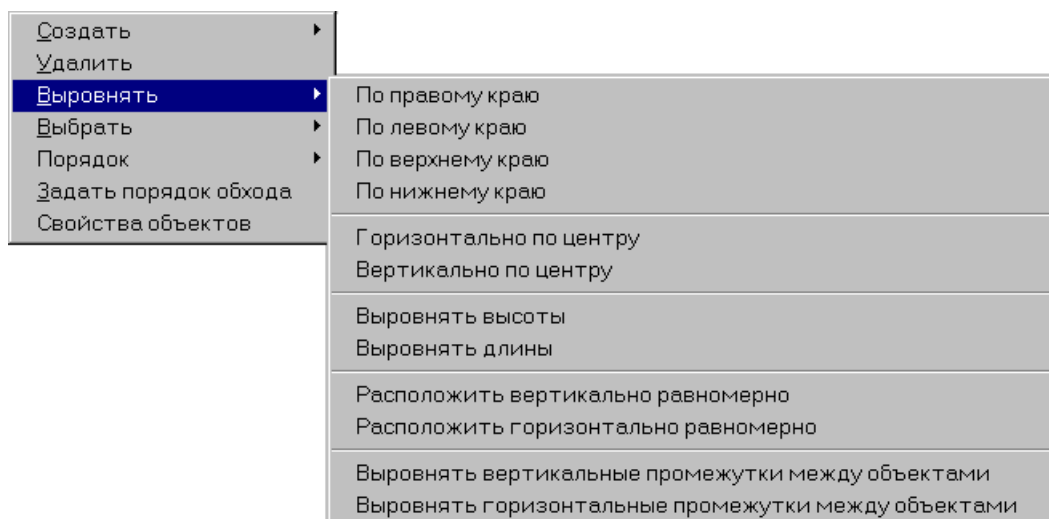 Создать
Удалить
Выровнять
Выбрать
Порядок
Задать порядок обхода
Свойства объектов
По правому краю
По левому краю
По верхнему краю
По нижнему краю
Горизонтально по центру
Вертикально по центру
Выровнять высоты
Выровнять длины
Расположить вертикально равномерно
Расположить горизонтально равномерно
Выровнять вертикальные промежутки между объектами
Выровнять горизонтальные промежутки между объектами